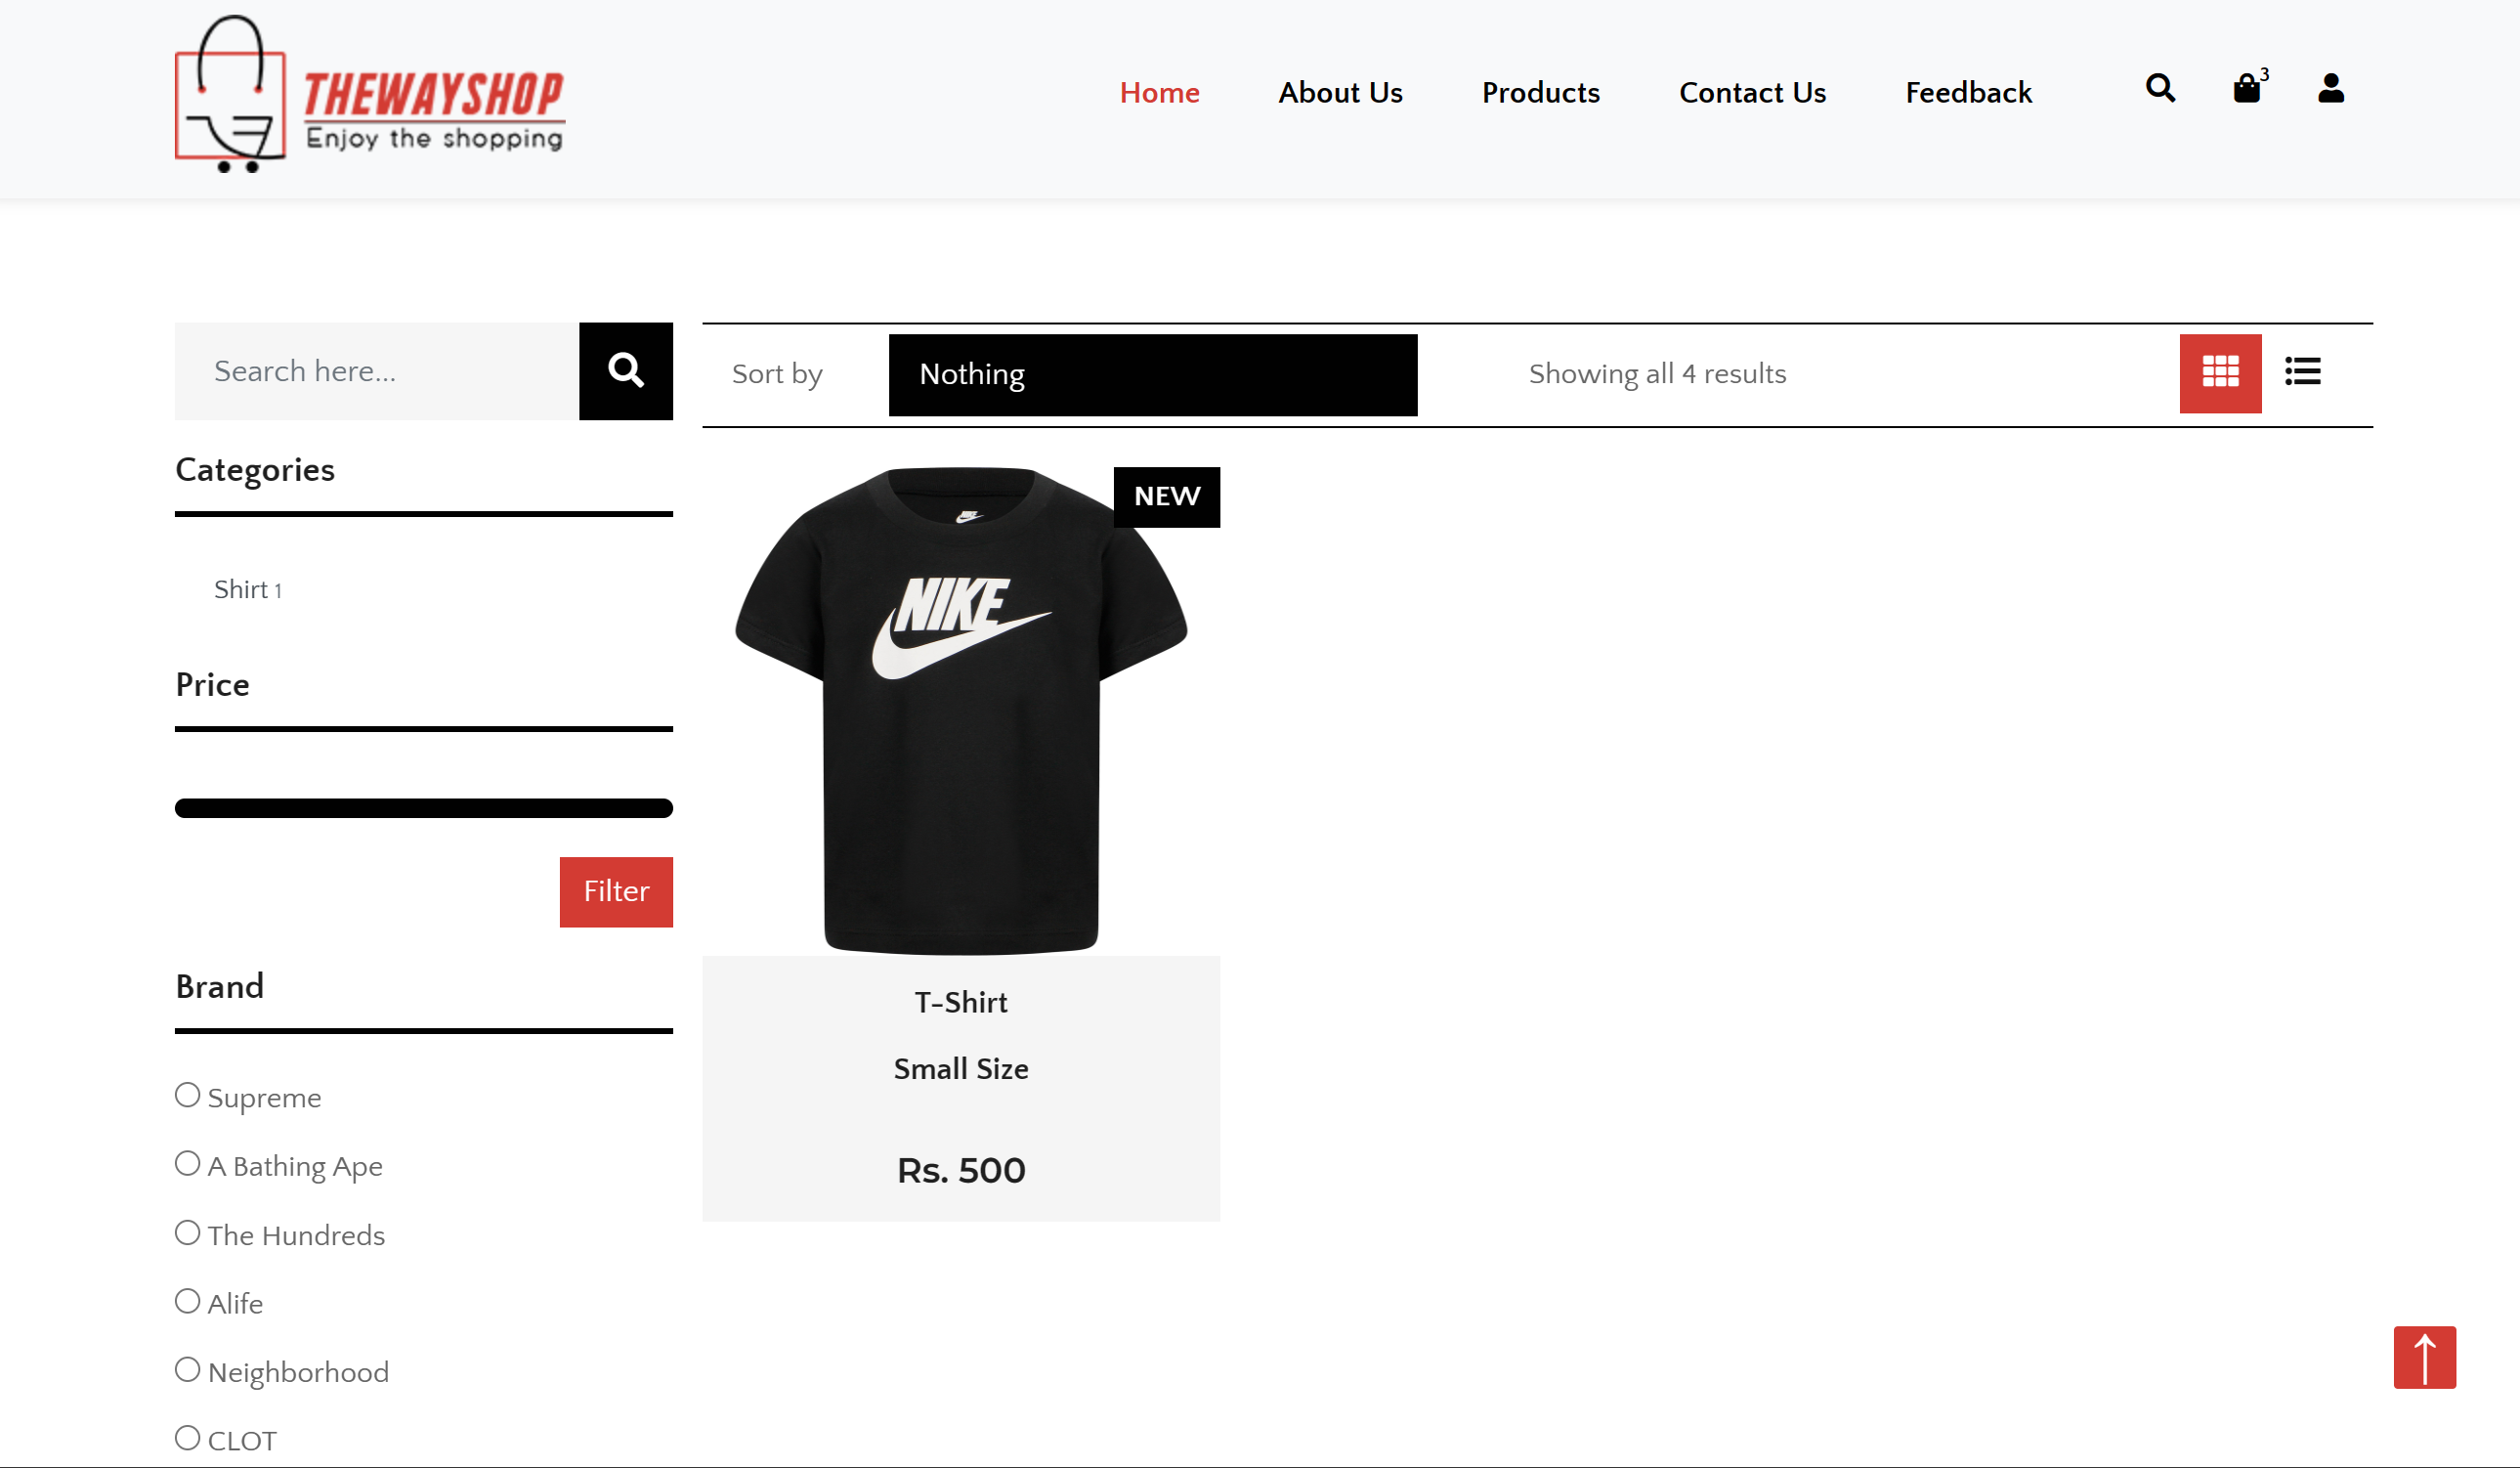 THEWAYSHOP
Enjoy the shopping
Home About Us Products Contact Us Feedback 3
Search here...
Sort by Nothing Showing all 4 results
Categories
Shirt 1
Price
Filter
Brand
Supreme
A Bathing Ape
The Hundreds
Alife
Neighborhood
CLOT
NEW
NIKE
NIKE
T-Shirt
Small Size
Rs. 500